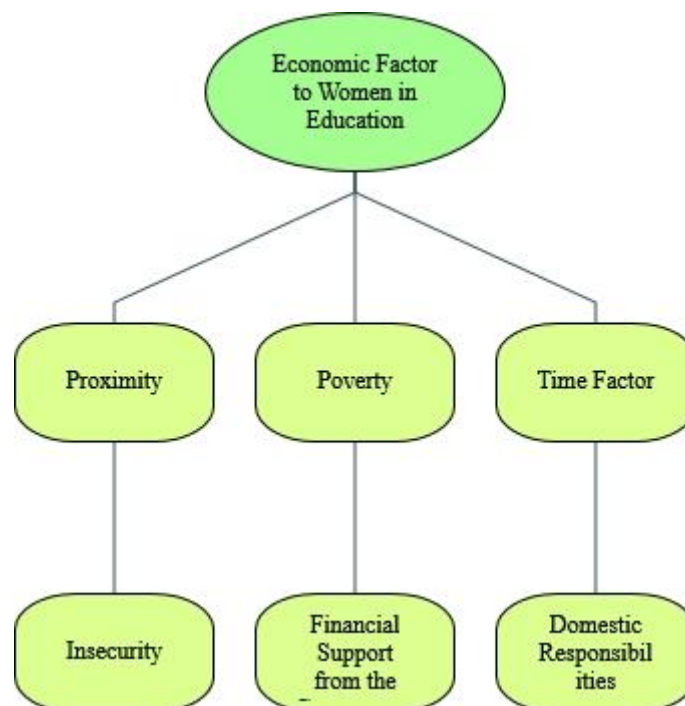 Economic Factor
to Women in
Education
Proximity
Poverty
Time Factor
Insecurity
Financial
Support
from the
Domestic
Responsibil
ities